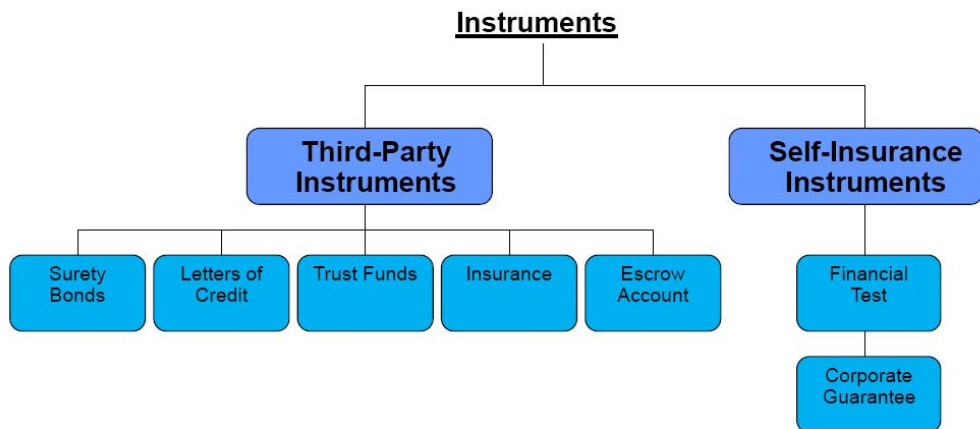 Instruments
Third-Party
Instruments
Self-Insurance
Instruments
Surety
Bonds
Letters of
Credit
Trust Funds
Insurance
Escrow
Account
Financial
Test
Corporate
Guarantee